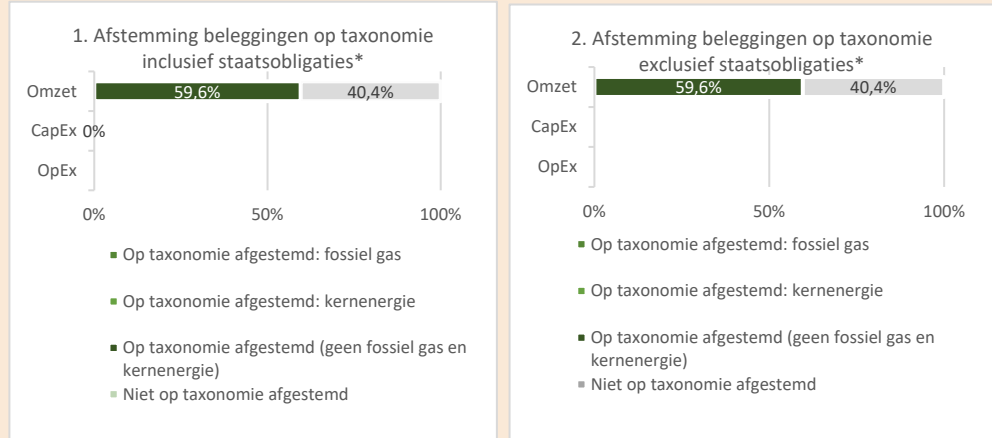 1. Afstemming beleggingen op taxonomie
inclusief staatsobligaties*
Omzet
59,6%
40,4%
CapEx
0%
OpEx
0%
50%
100%
Op taxonomie afgestemd: fossiel gas
Op taxonomie afgestemd: kernenergie
Op taxonomie afgestemd (geen fossiel gas en
kernenergie)
Niet op taxonomie afgestemd
2. Afstemming beleggingen op taxonomie
exclusief staatsobligaties*
Omzet
59,6%
40,4%
CapEx
OpEx
0%
50%
100%
Op taxonomie afgestemd: fossiel gas
Op taxonomie afgestemd: kernenergie
Op taxonomie afgestemd (geen fossiel gas en
kernenergie)
Niet op taxonomie afgestemd